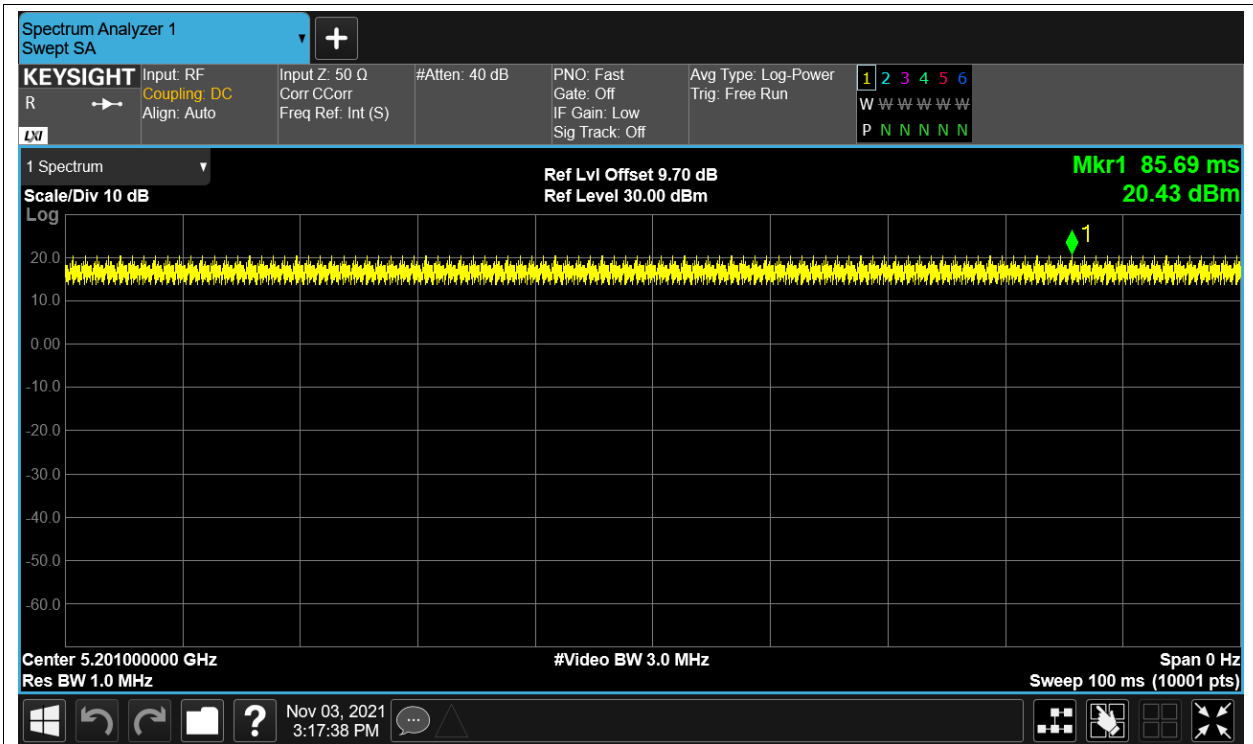 Spectrum Analyzer 1
Swept SA
+
KEYSIGHT
R
LXI
Input: RF
Coupling: DC
Align: Auto
Input Z: 50 Ω
Corr CCorr
Freq Ref: Int (S)
#Atten: 40 dB
PNO: Fast
Gate: Off
IF Gain: Low
Sig Track: Off
Avg Type: Log-Power
Trig: Free Run
1 2 3 4 5 6
W W W W W W
P N N N N N
1 Spectrum
Scale/Div 10 dB
Ref Lvl Offset 9.70 dB
Ref Level 30.00 dBm
Mkr1 85.69 ms
20.43 dBm
Log
1
20.0
10.0
0.00
-10.0
-20.0
-30.0
-40.0
-50.0
-60.0
Center 5.201000000 GHz
#Video BW 3.0 MHz
Span 0 Hz
Res BW 1.0 MHz
Sweep 100 ms (10001 pts)
?
Nov 03, 2021
3:17:38 PM